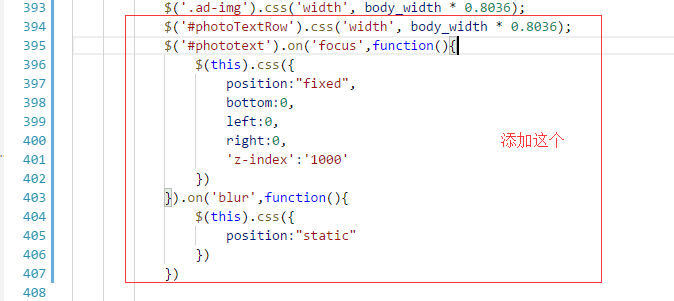 393 $('.ad-img').css('width', body_width * 0.8036);
394 $('#photoTextRow').css('width', body_width * 0.8036);
395 $('#phototext').on('focus',function(){
396 $(this).css({
397 position:"fixed",
398 bottom:0,
399 left:0,
400 right:0,
添加这个
401 'z-index':'1000'
402 })
403 }).on('blur',function(){
404 $(this).css({
405 position:"static"
406 })
407 })
408